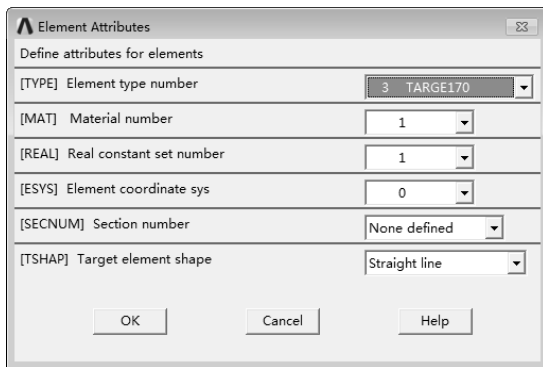 Element Attributes
Define attributes for elements
[TYPE] Element type number 3 TARGE170
[MAT] Material number 1
[REAL] Real constant set number 1
[ESYS] Element coordinate sys 0
[SECNUM] Section number None defined
[TSHAP] Target element shape Straight line
OK Cancel Help